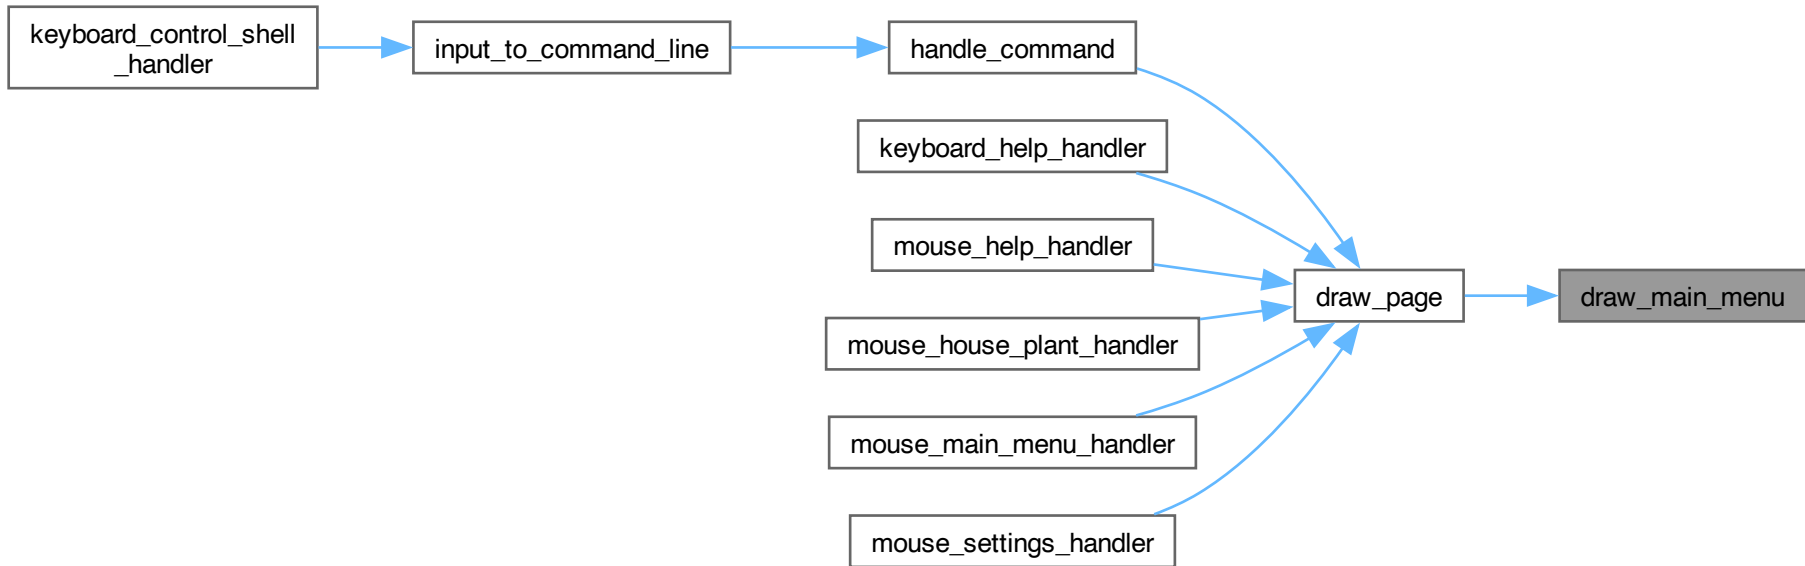 keyboard_control_shell
_handler
input_to_command_line
handle_command
keyboard_help_handler
mouse_help_handler
draw_page
draw_main_menu
mouse_house_plant_handler
mouse_main_menu_handler
mouse_settings_handler